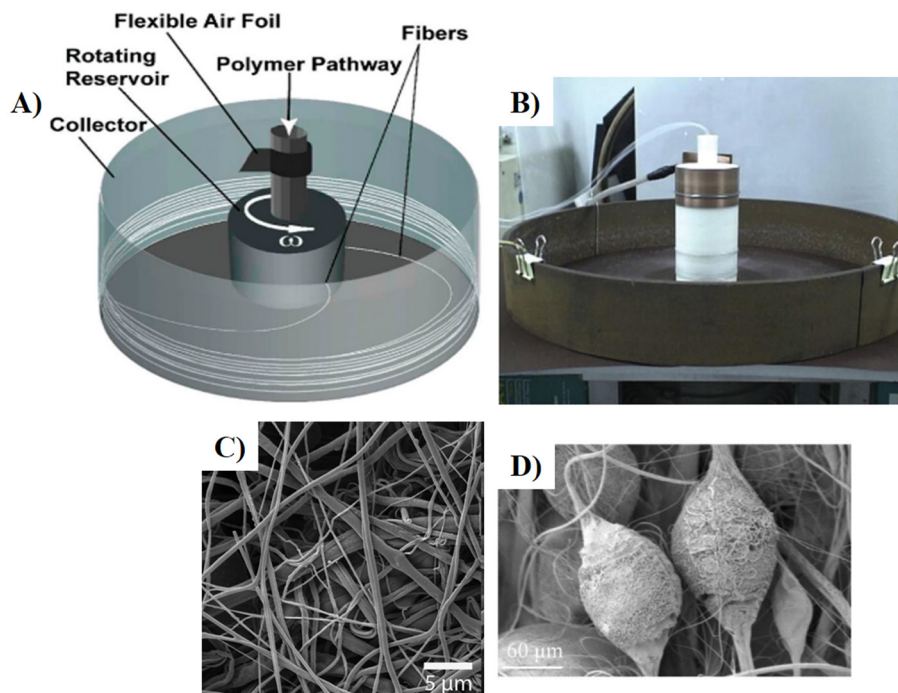 Flexible Air Foil
Fibers
Rotating
Reservoir
Polymer Pathway
Collector
A)
B)
ω
C)
D)
5 μm
60 μm